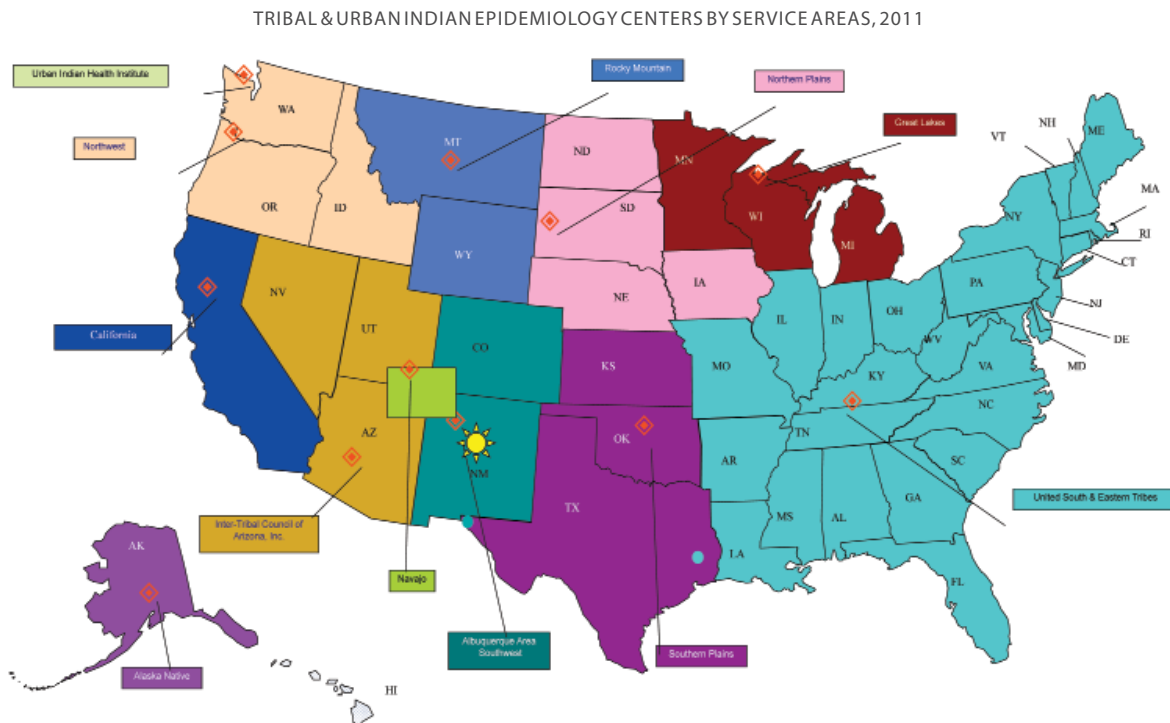 TRIBAL & URBAN INDIAN EPIDEMIOLOGY CENTERS BY SERVICE AREAS, 2011
Urban Indian Health Institute
Rocky Mountain
Northern Plains
Great Lakes
Northwest
California
Inter-Tribal Council of
Arizona, Inc.
Navajo
Albuquerque Area
Southwest
Southern Plains
United South & Eastern Tribes
Alaska Native
WA
OR
ID
MT
WY
ND
SD
NE
IA
MN
WI
MI
NV
UT
AZ
CO
NM
KS
OK
TX
MO
AR
LA
IL
IN
OH
KY
TN
MS
AL
GA
FL
SC
NC
VA
WV
PA
NY
VT
NH
ME
MA
RI
CT
NJ
DE
MD
AK
HI